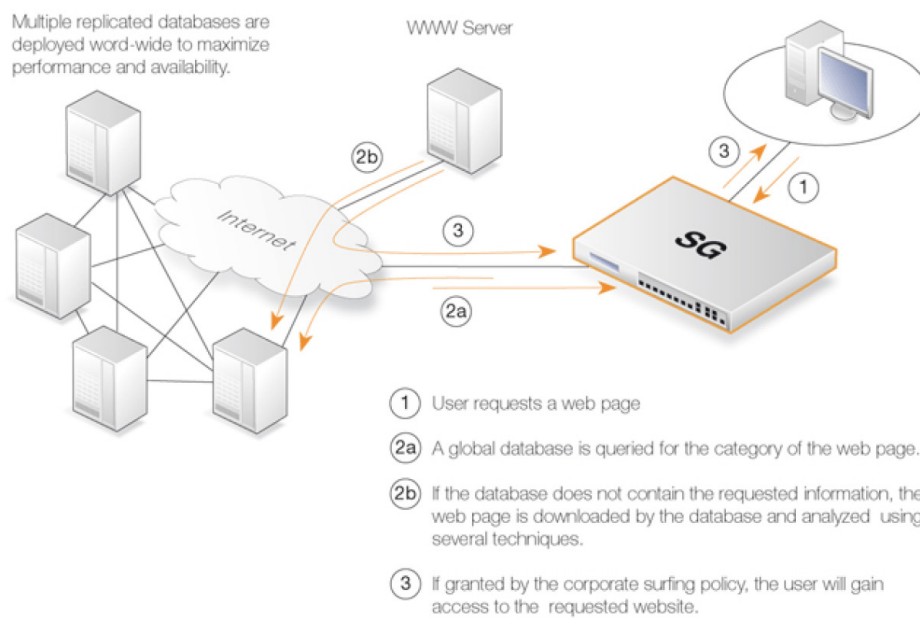 Multiple replicated databases are
deployed word-wide to maximize
performance and availability.
WWW Server
2b
3
1
Internet
3
SG
2a
1 User requests a web page
2a A global database is queried for the category of the web page.
2b If the database does not contain the requested information, the
web page is downloaded by the database and analyzed using
several techniques.
3 If granted by the corporate surfing policy, the user will gain
access to the requested website.